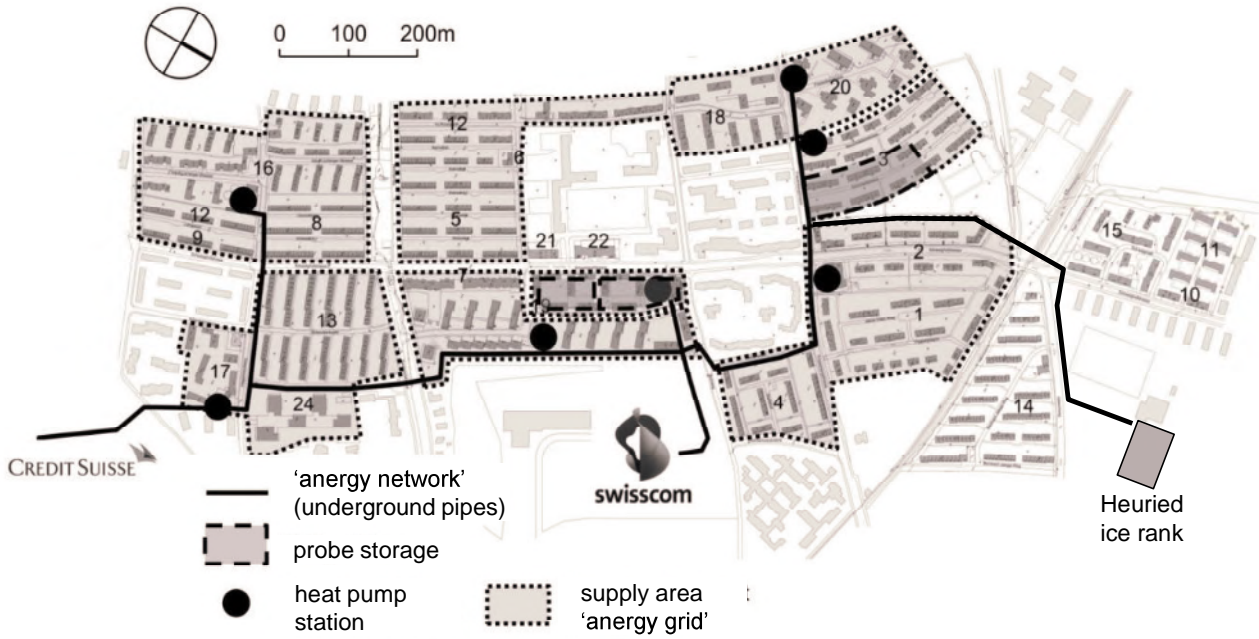 0 100 200m
20
12
18
6
3
16
12
8
5
9
21
22
2
15
11
7
10
19
13
1
17
24
4
14
CREDIT SUISSE
swisscom
'anergy network'
(underground pipes)
probe storage
heat pump
station
supply area
'anergy grid'
Heuried
ice rank